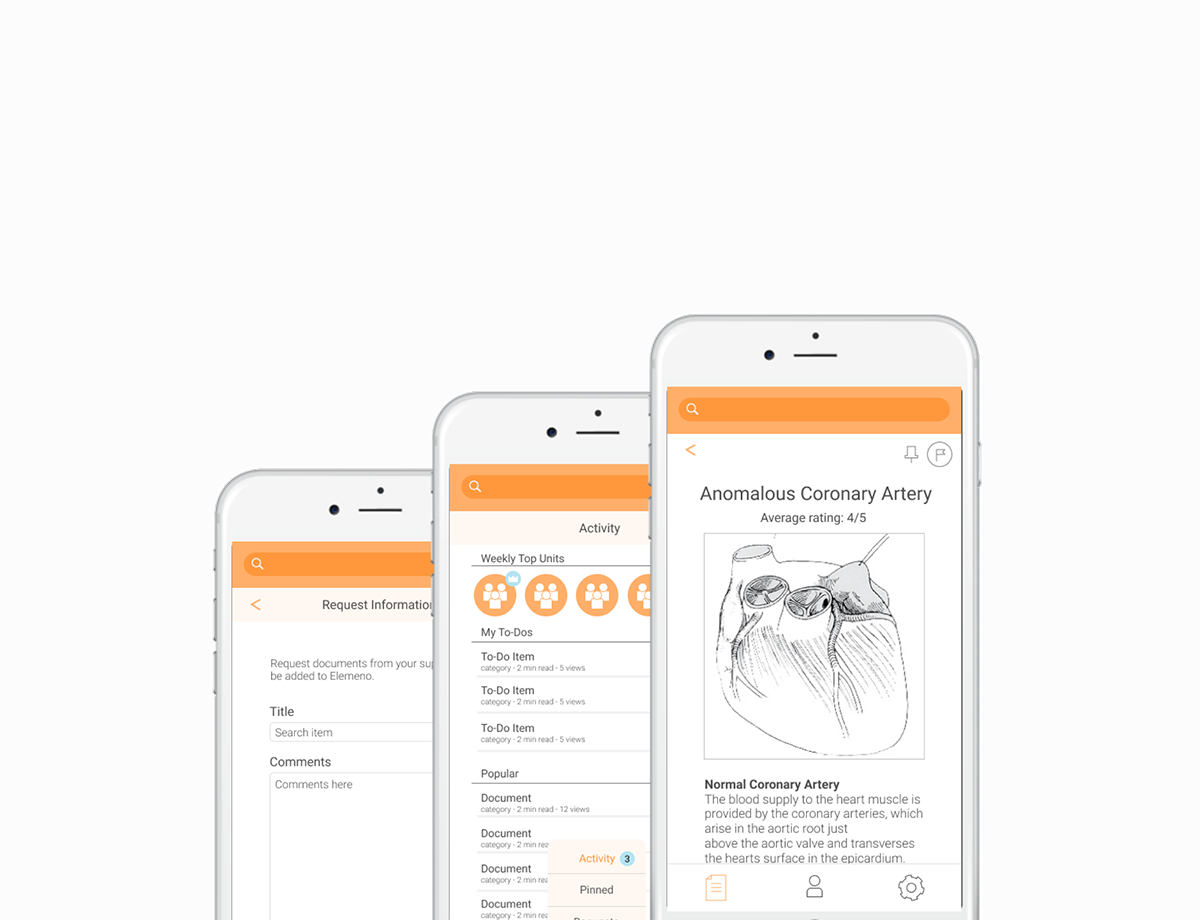 Request Information
Request documents from your
be added to Elemeno.
Title
Search item
Comments
Comments here
Activity
Weekly Top Units
My To-Dos
To-Do Item
category - 2 min read - 5 views
To-Do Item
category - 2 min read - 5 views
To-Do Item
category - 2 min read - 5 views
Popular
Document
category - 2 min read - 12 views
Document
category - 2 min
Document
category - 2 min
Document
category - 2 min
Activity 3
Pinned
Anomalous Coronary Artery
Average rating: 4/5
Normal Coronary Artery
The blood supply to the heart muscle is
provided by the coronary arteries, which
arise in the aortic root just
above the aortic valve and transverses
the hearts surface in the epicardium.